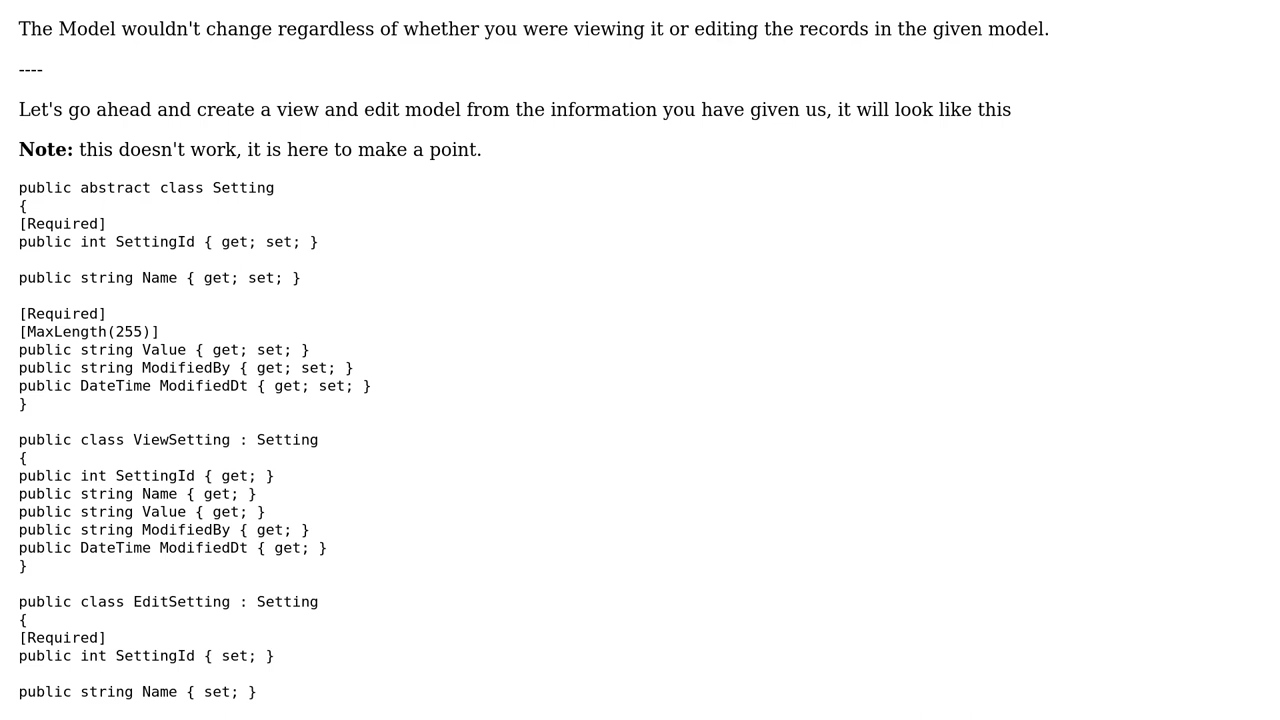 The Model wouldn't change regardless of whether you were viewing it or editing the records in the given model.
----
Let's go ahead and create a view and edit model from the information you have given us, it will look like this
Note: this doesn't work, it is here to make a point.
public abstract class Setting
{
[Required]
public int SettingId { get; set; }
public string Name { get; set; }
[Required]
[MaxLength(255)]
public string Value { get; set; }
public string ModifiedBy { get; set; }
public DateTime ModifiedDt { get; set; }
}
public class ViewSetting : Setting
{
public int SettingId { get; }
public string Name { get; }
public string Value { get; }
public string ModifiedBy { get; }
public DateTime ModifiedDt { get; }
}
public class EditSetting : Setting
{
[Required]
public int SettingId { set; }
public string Name { set; }